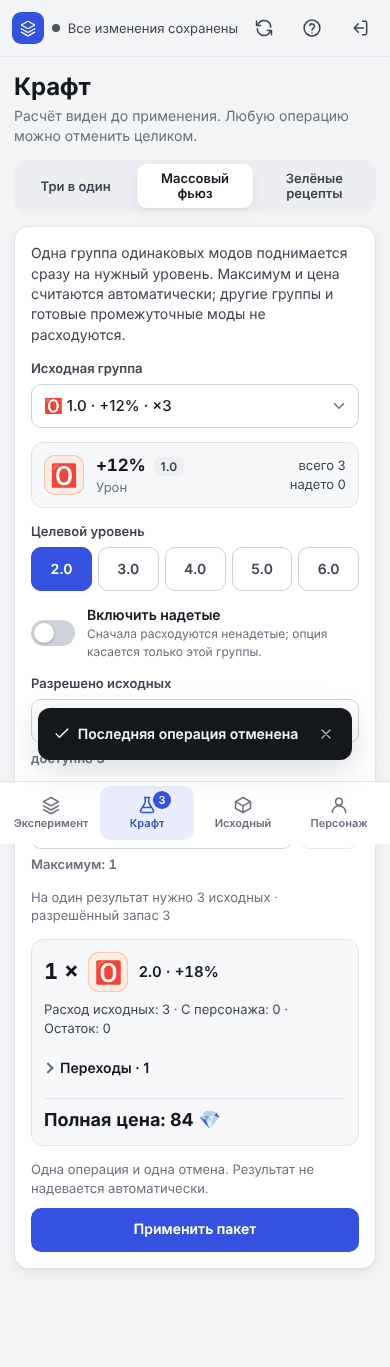 Все изменения сохранены
Крафт
Расчёт виден до применения. Любую операцию
можно отменить целиком.
Три в один
Массовый
фьюз
Зелёные
рецепты
Одна группа одинаковых модов поднимается
сразу на нужный уровень. Максимум и цена
считаются автоматически; другие группы и
готовые промежуточные моды не
расходуются.
Исходная группа
🅾️ 1.0 · +12% · ×3
🅾️ +12% 1.0
Урон
всего 3
надето 0
Целевой уровень
2.0
3.0
4.0
5.0
6.0
Включить надетые
Сначала расходуются ненадетые; опция
касается только этой группы.
Разрешено исходных
Последняя операция отменена
доступно 3
Эксперимент
3
Крафт
Исходный
Персонаж
Максимум: 1
На один результат нужно 3 исходных ·
разрешённый запас 3
1 × 🅾️ 2.0 · +18%
Расход исходных: 3 · С персонажа: 0 ·
Остаток: 0
Переходы · 1
Полная цена: 84 💎
Одна операция и одна отмена. Результат не
надевается автоматически.
Применить пакет